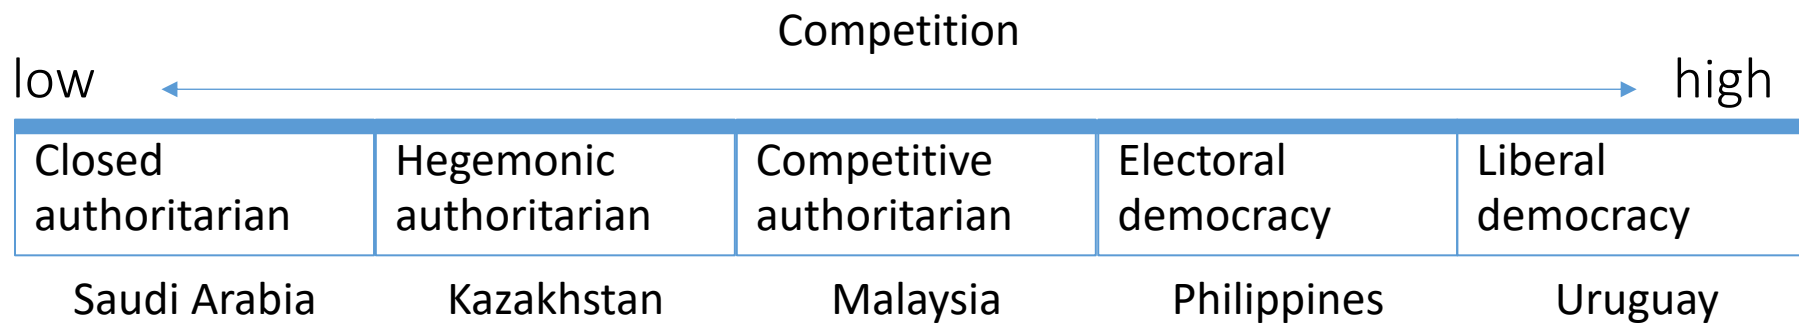 Competition
low high
Closed authoritarian
Hegemonic authoritarian
Competitive authoritarian
Electoral democracy
Liberal democracy
Saudi Arabia Kazakhstan Malaysia Philippines Uruguay